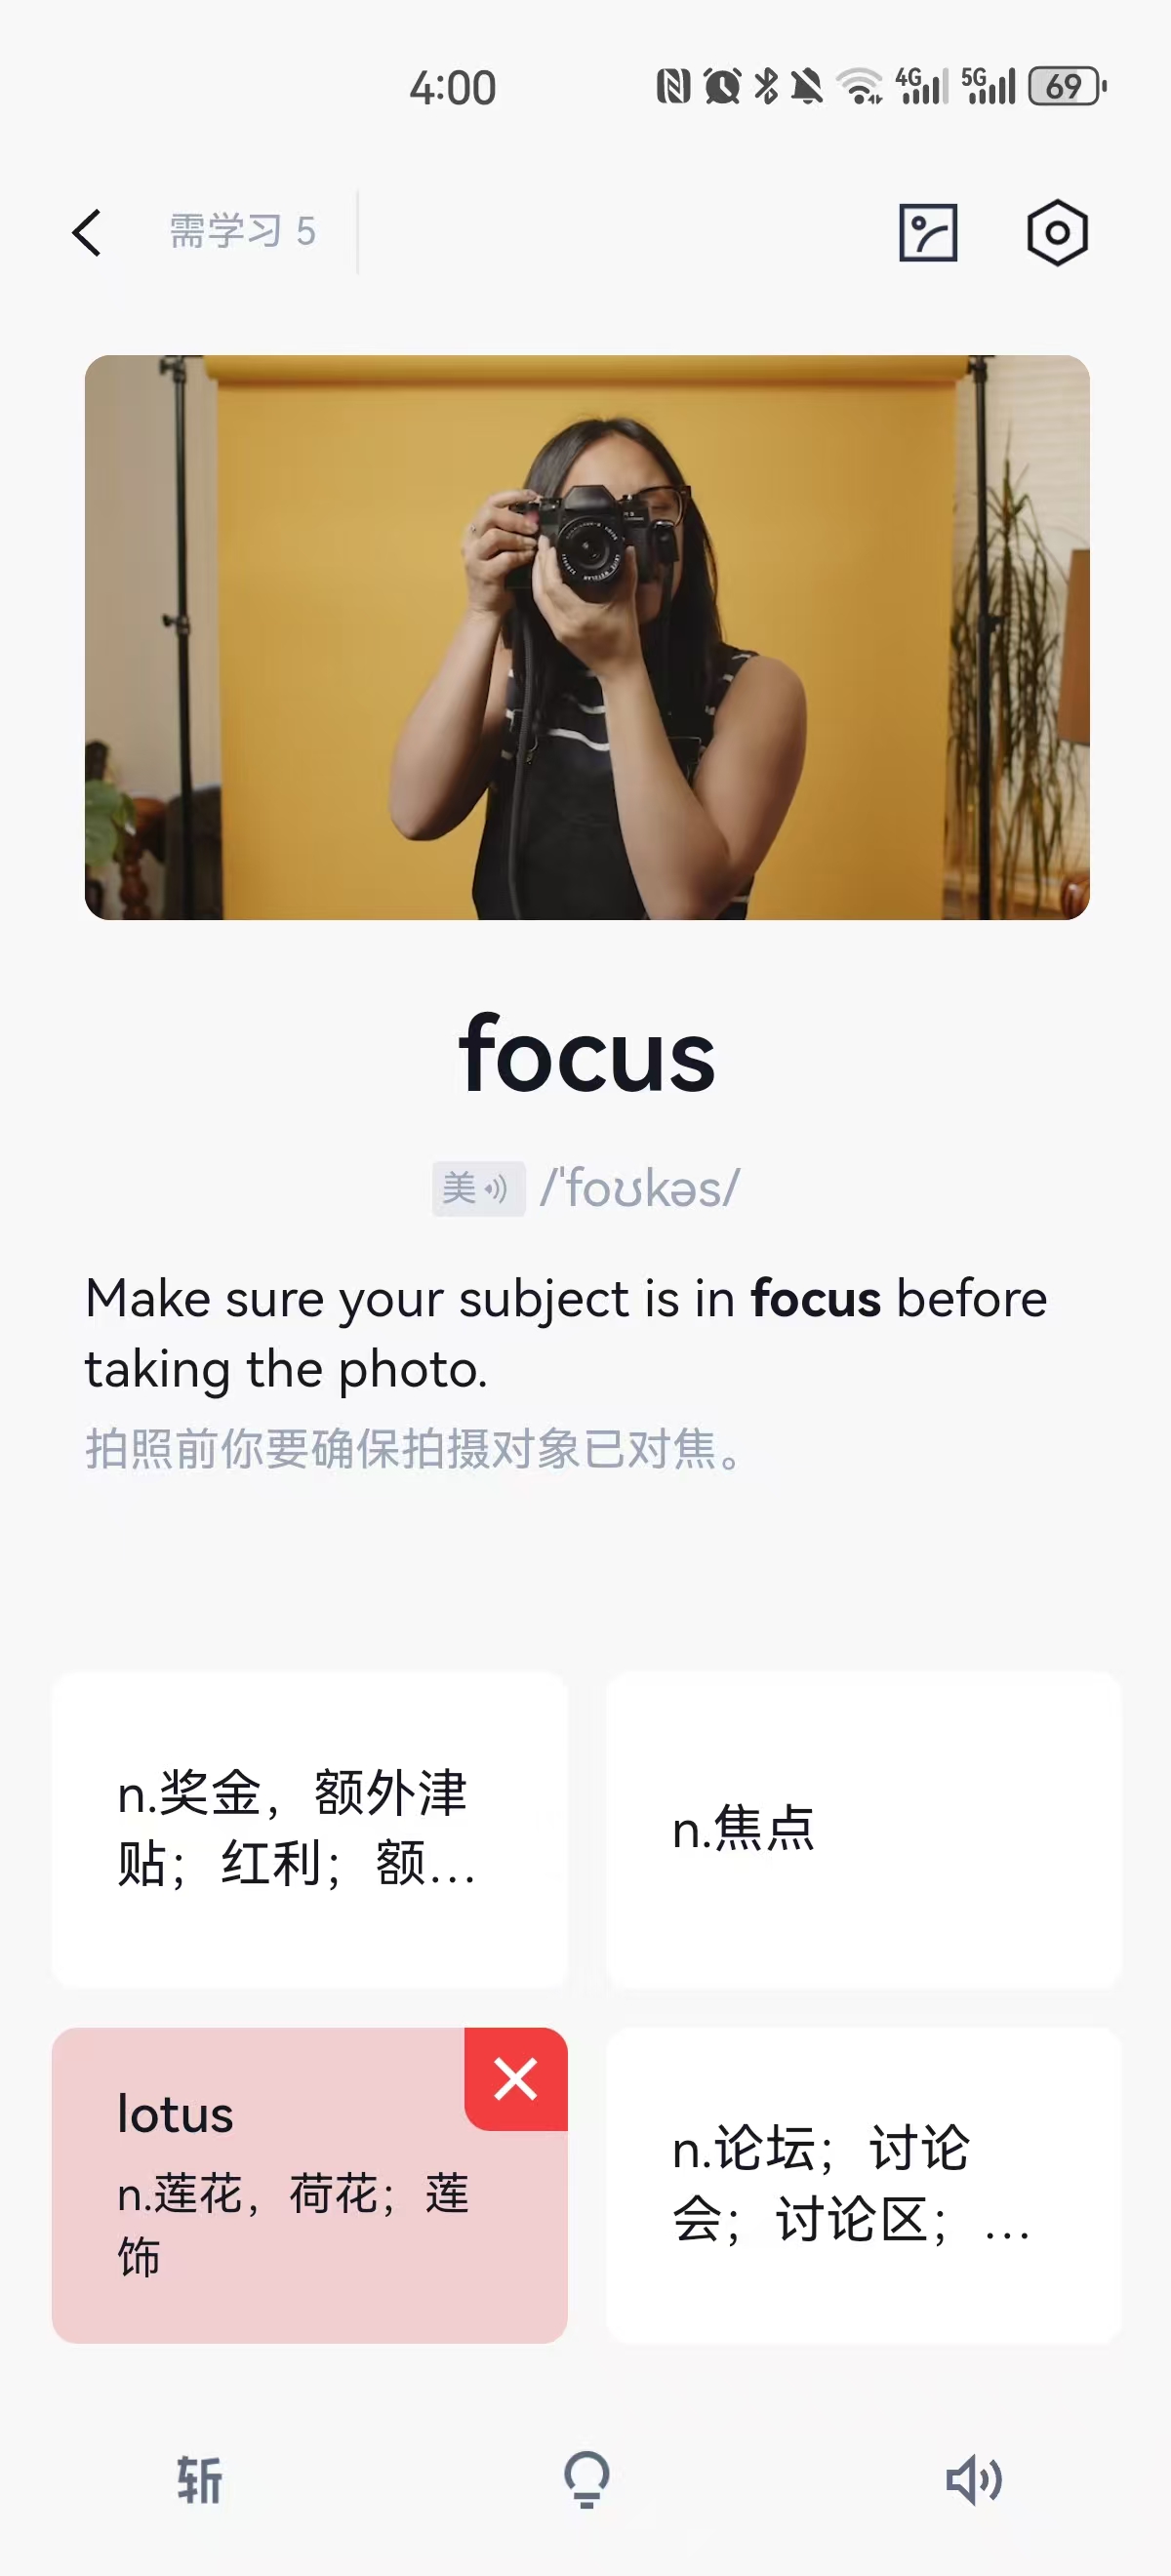 4:00
4G 5G 69
需学习 5
focus
美 /ˈfoʊkəs/
Make sure your subject is in focus before
taking the photo.
拍照前你要确保拍摄对象已对焦。
n.奖金，额外津
贴；红利；额...
n.焦点
lotus
n.莲花，荷花；莲
饰
n.论坛；讨论
会；讨论区；...
斩